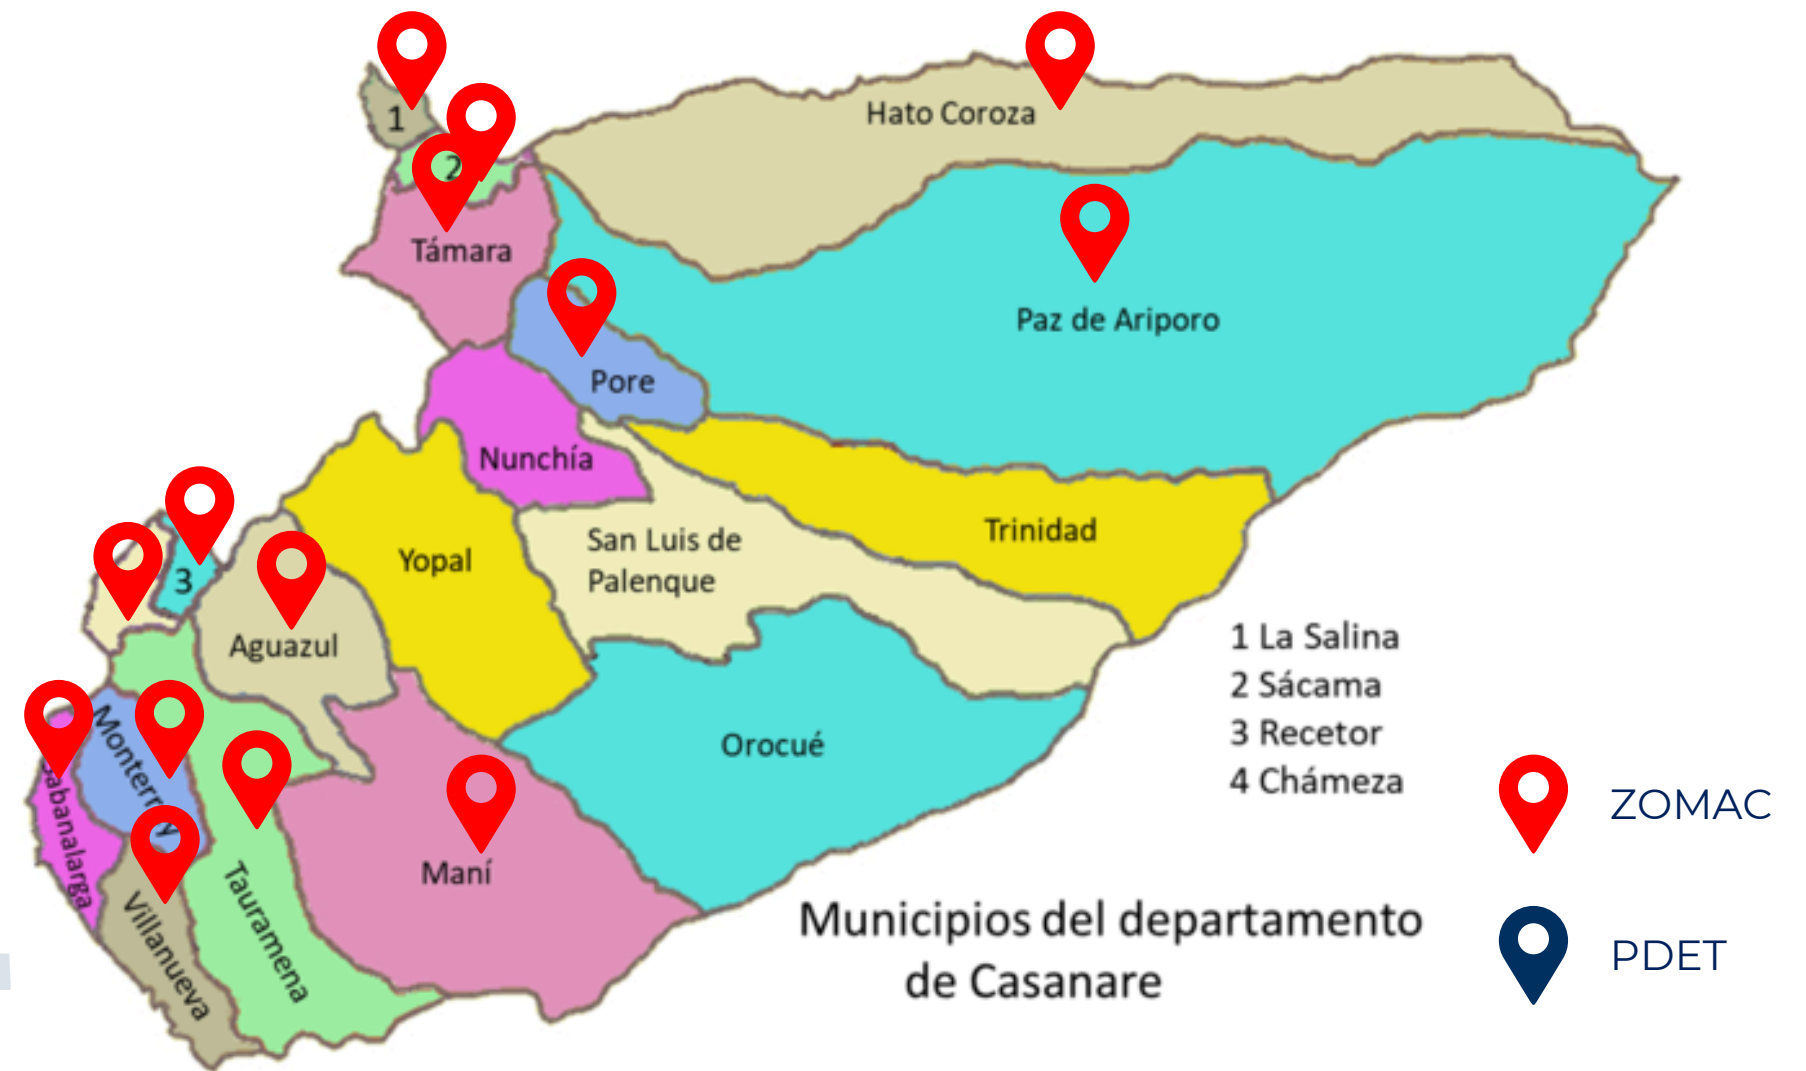 1
Hato Coroza
2
Támara
Paz de Ariporo
Pore
Nunchía
Trinidad
San Luis de
Palenque
Yopal
3
Aguazul
1 La Salina
2 Sácama
3 Recetor
4 Chámeza
Monterrey
Orocué
Sabanalarga
Maní
Tauramena
Villanueva
ZOMAC
PDET
Municipios del departamento
de Casanare